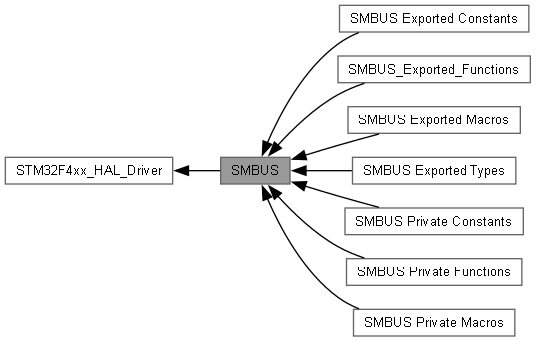 SMBUS Exported Constants
SMBUS_Exported_Functions
SMBUS Exported Macros
STM32F4xx_HAL_Driver
SMBUS
SMBUS Exported Types
SMBUS Private Constants
SMBUS Private Functions
SMBUS Private Macros